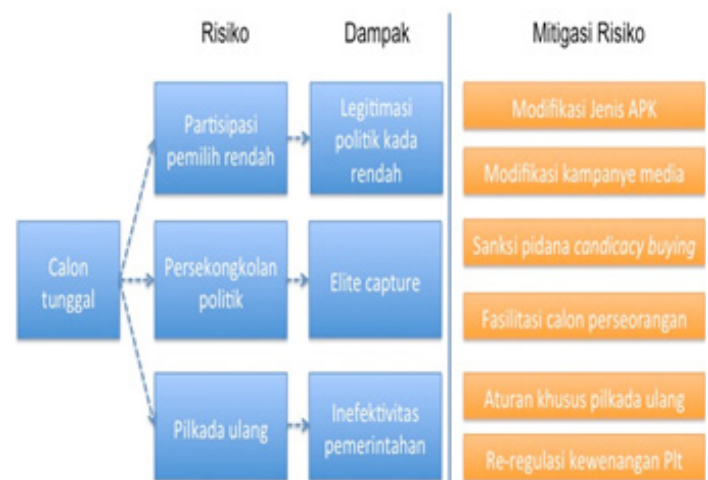 Risiko
Dampak
Mitigasi Risiko
Calon
tunggal
Partisipasi
pemilih rendah
Legitimasi
politik kada
rendah
Persekongkolan
politik
Elite capture
Pilkada ulang
Inefektivitas
pemerintahan
Modifikasi Jenis APK
Modifikasi kampanye media
Sanksi pidana candicacy buying
Fasilitasi calon perseorangan
Aturan khusus pilkada ulang
Re-regulasi kewenangan Plt